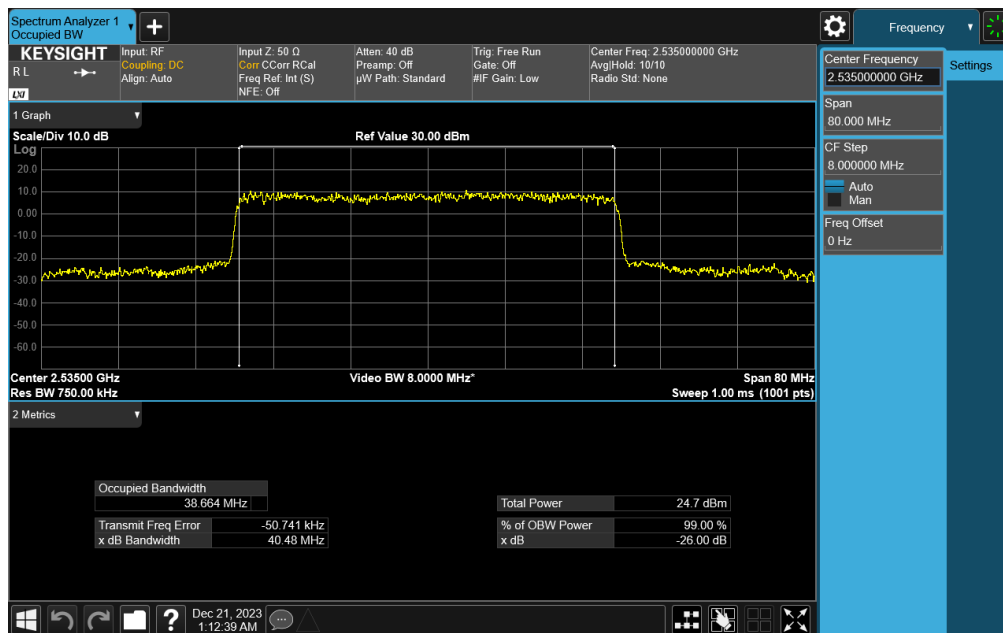 Spectrum Analyzer 1
Occupied BW
Frequency
KEYSIGHT
R L
LXI
Input: RF
Coupling: DC
Align: Auto
Input Z: 50 Ω
Corr CCorr RCal
Freq Ref: Int (S)
NFE: Off
Atten: 40 dB
Preamp: Off
µW Path: Standard
Trig: Free Run
Gate: Off
#IF Gain: Low
Center Freq: 2.535000000 GHz
Avg|Hold: 10/10
Radio Std: None
Center Frequency
2.535000000 GHz
Settings
Span
80.000 MHz
CF Step
8.000000 MHz
Auto
Man
Freq Offset
0 Hz
1 Graph
Scale/Div 10.0 dB
Ref Value 30.00 dBm
Log
20.0
10.0
0.00
-10.0
-20.0
-30.0
-40.0
-50.0
-60.0
Center 2.53500 GHz
Video BW 8.0000 MHz*
Span 80 MHz
Res BW 750.00 kHz
Sweep 1.00 ms (1001 pts)
2 Metrics
Occupied Bandwidth
38.664 MHz
Total Power 24.7 dBm
Transmit Freq Error -50.741 kHz
% of OBW Power 99.00 %
x dB Bandwidth 40.48 MHz
x dB -26.00 dB
Dec 21, 2023
1:12:39 AM